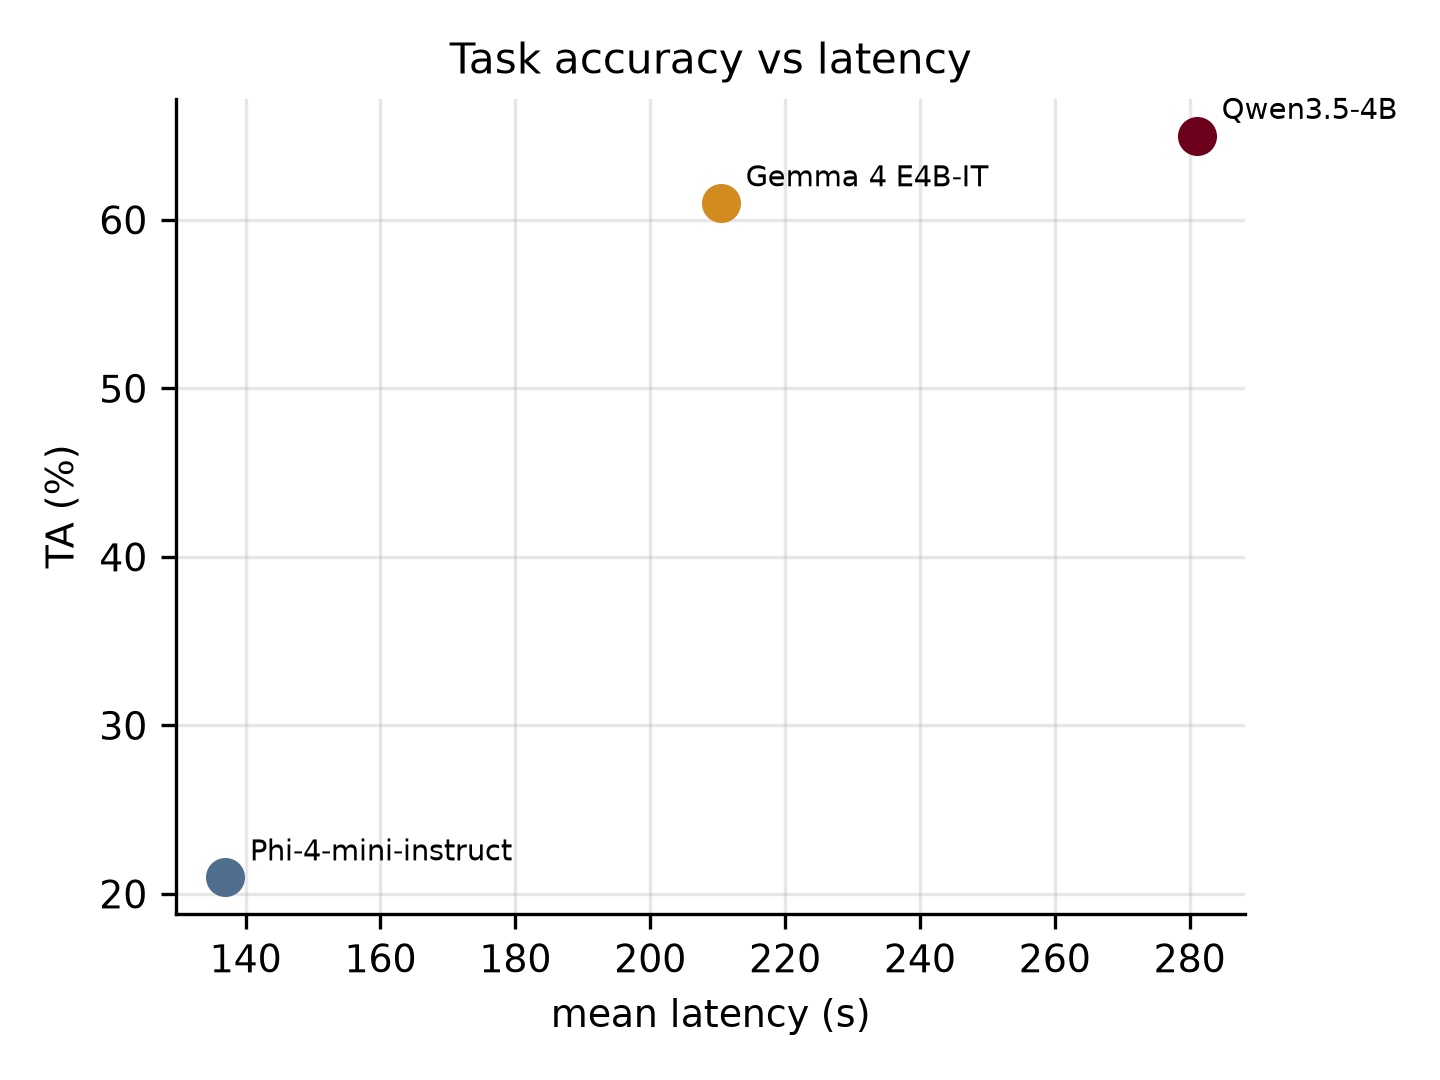 Task accuracy vs latency
Qwen3.5-4B
Gemma 4 E4B-IT
Phi-4-mini-instruct
TA (%)
60
50
40
30
20
140 160 180 200 220 240 260 280
mean latency (s)